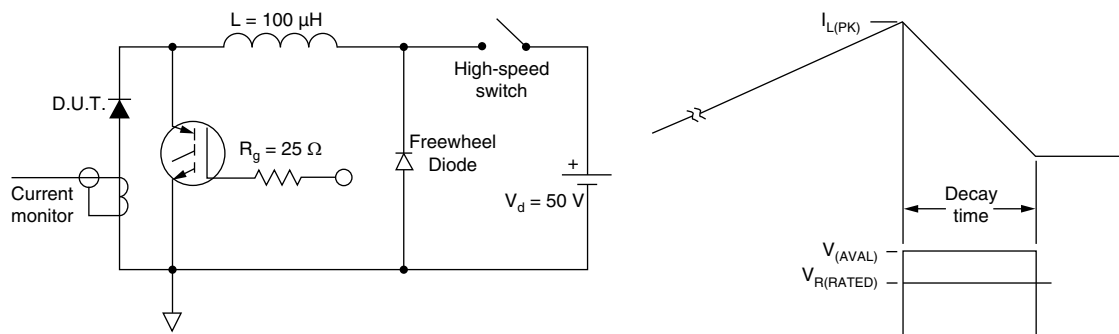 L = 100 µH
High-speed
switch
D.U.T.
Freewheel
Diode
R_g = 25 Ω
+
V_d = 50 V
Current
monitor
I_L(PK)
Decay
time
V_(AVAL)
V_R(RATED)